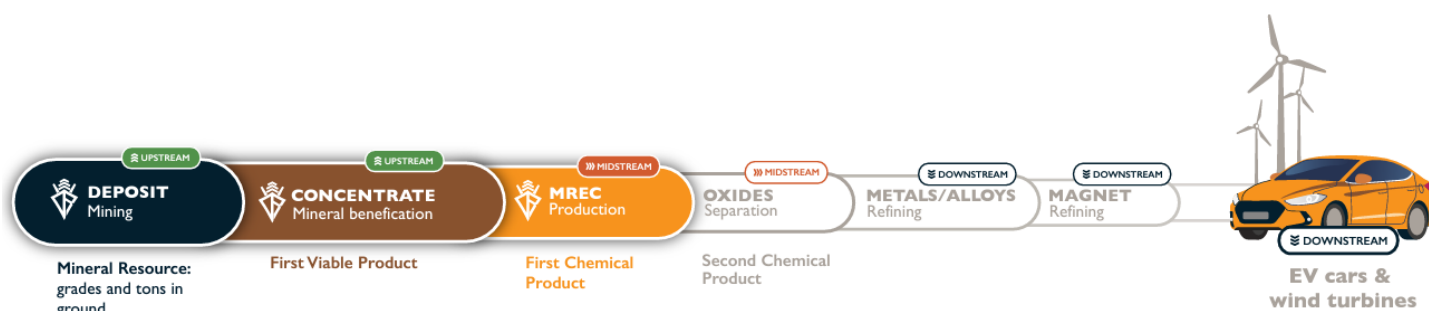 UPSTREAM
DEPOSIT
Mining
Mineral Resource:
grades and tons in
ground
UPSTREAM
CONCENTRATE
Mineral benefication
First Viable Product
MIDSTREAM
MREC
Production
First Chemical
Product
MIDSTREAM
OXIDES
Separation
Second Chemical
Product
DOWNSTREAM
METALS/ALLOYS
Refining
DOWNSTREAM
MAGNET
Refining
DOWNSTREAM
EV cars &
wind turbines